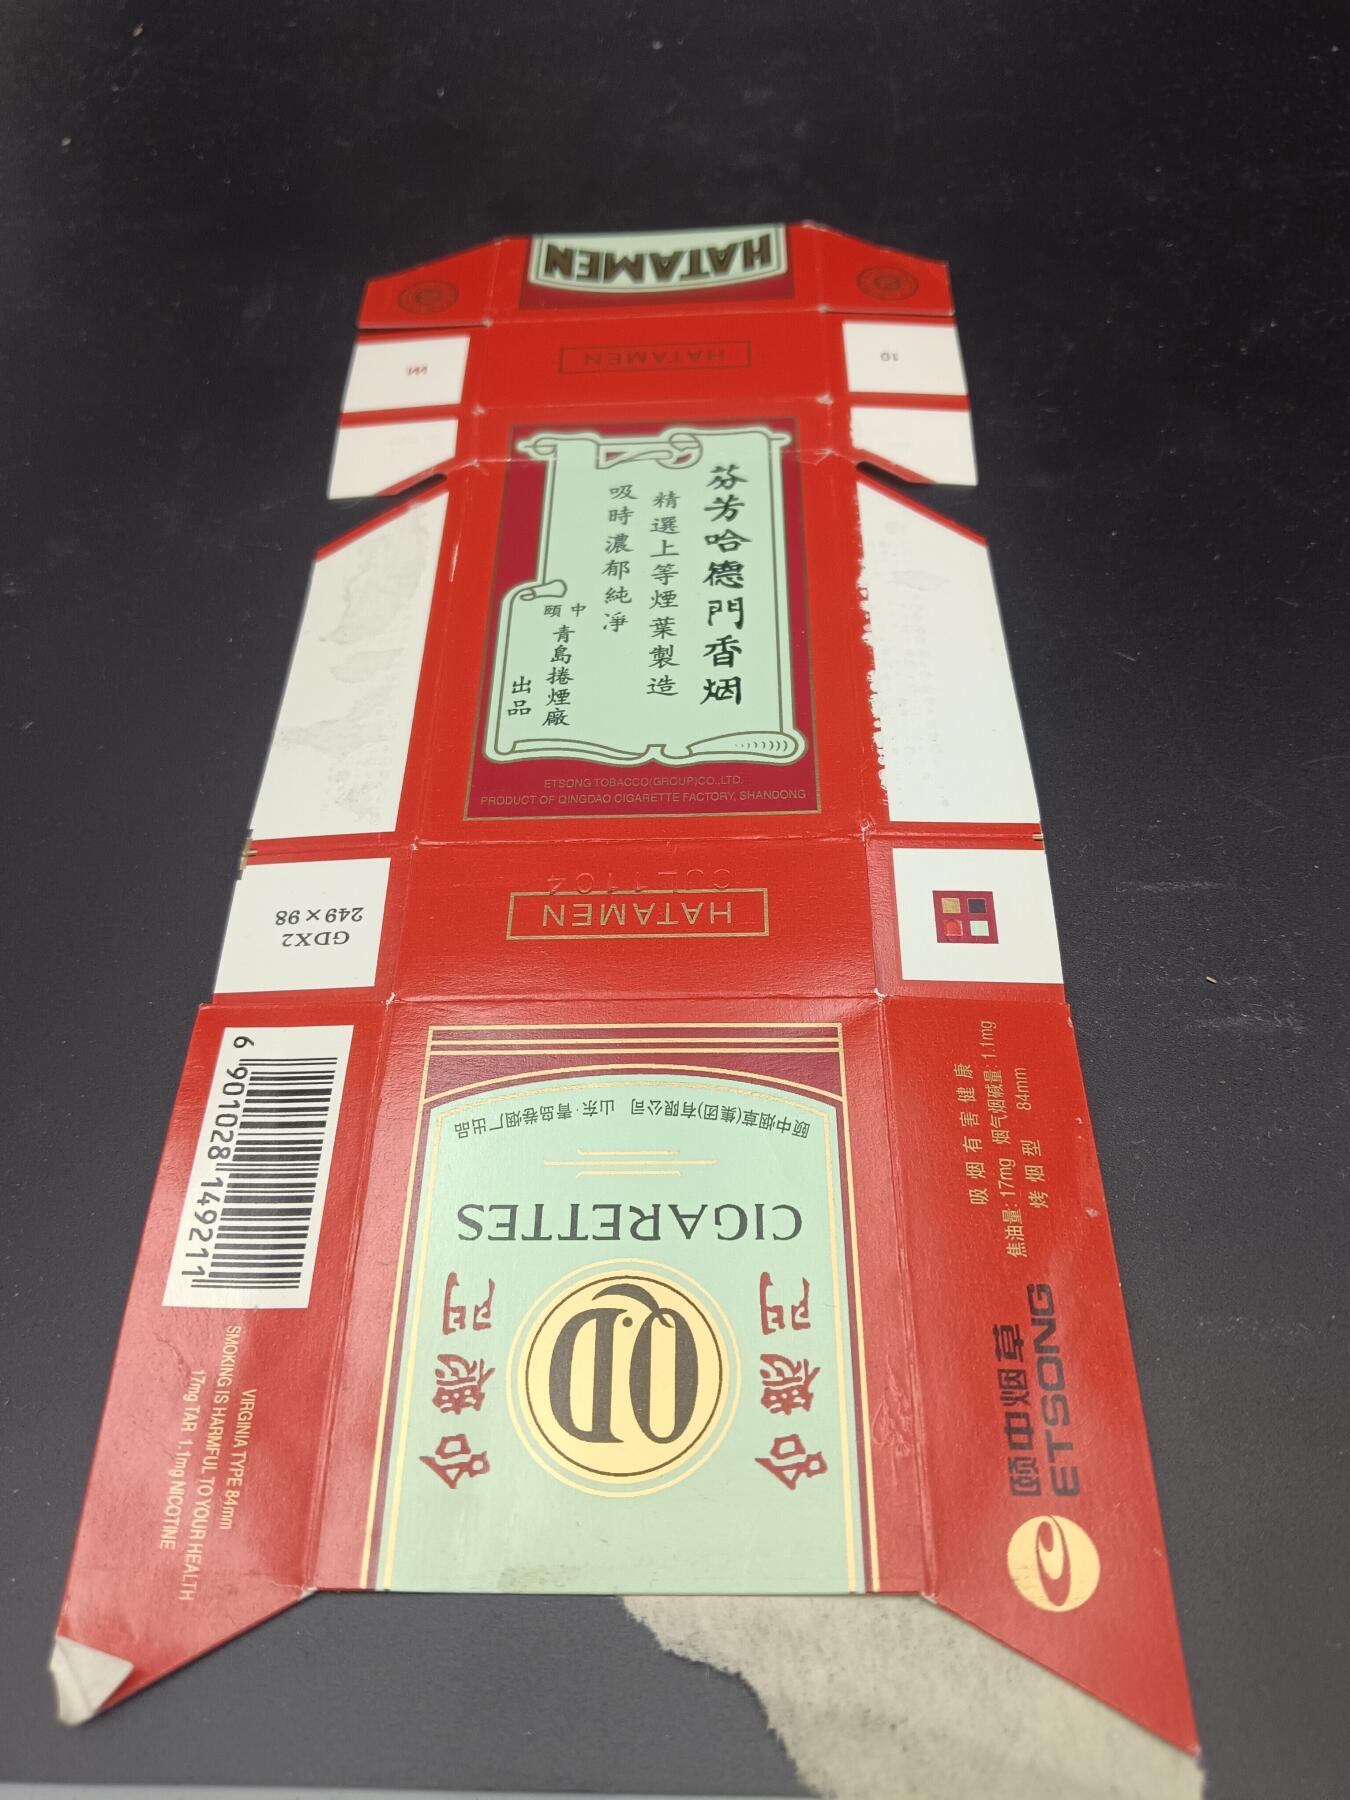 HATAMEN
HATAMEN
10
芬芳哈德門香烟
精選上等煙葉製造
吸時濃郁純淨
中頤
青島捲煙廠
出品
ETSONG TOBACCO(GROUP)CO.,LTD.
PRODUCT OF QINGDAO CIGARETTE FACTORY, SHANDONG
CJL1104
HATAMEN
GDX2
249×98
6 901028 149211
VIRGINIA TYPE 84mm
SMOKING IS HARMFUL TO YOUR HEALTH
17mg TAR 1.1mg NICOTINE
颐中烟草(集团)有限公司 山东·青岛卷烟厂出品
CIGARETTES
哈德门
哈德门
吸烟有害健康
焦油量:17mg 烟气烟碱量:1.1mg
烤烟型 84mm
颐中烟草
ETSONG